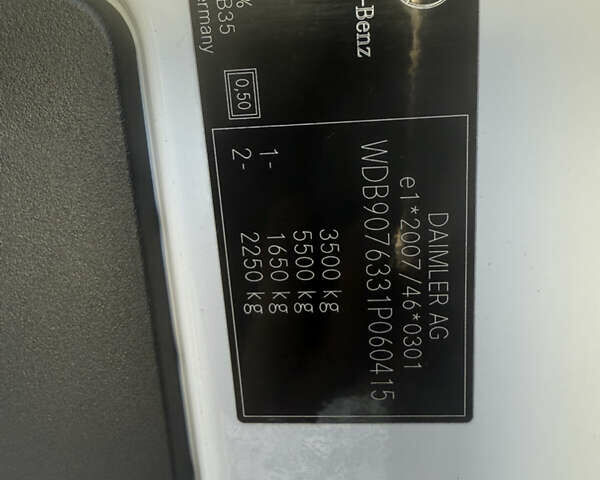 -Benz
%
B35
ermany
0,50
DAIMLER AG
e1*2007/46*0301
WDB9076331P060415
3500 kg
5500 kg
1- 1650 kg
2- 2250 kg